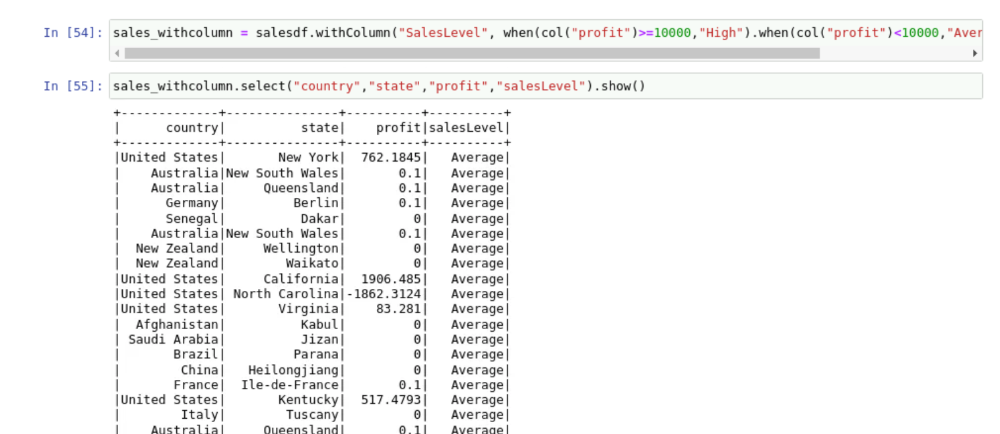 In [54]: sales_withcolumn = salesdf.withColumn("SalesLevel", when(col("profit")>=10000,"High").when(col("profit")<10000,"Aver
In [55]: sales_withcolumn.select("country","state","profit","salesLevel").show()
+-------------+---------------+----------+----------+
|      country|          state|    profit|salesLevel|
+-------------+---------------+----------+----------+
|United States|       New York|  762.1845|   Average|
|    Australia|New South Wales|       0.1|   Average|
|    Australia|     Queensland|       0.1|   Average|
|      Germany|         Berlin|       0.1|   Average|
|      Senegal|          Dakar|         0|   Average|
|    Australia|New South Wales|       0.1|   Average|
|  New Zealand|     Wellington|         0|   Average|
|  New Zealand|        Waikato|         0|   Average|
|United States|     California|  1906.485|   Average|
|United States| North Carolina|-1862.3124|   Average|
|United States|       Virginia|    83.281|   Average|
|  Afghanistan|          Kabul|         0|   Average|
| Saudi Arabia|          Jizan|         0|   Average|
|       Brazil|         Parana|         0|   Average|
|        China|   Heilongjiang|         0|   Average|
|       France|  Ile-de-France|       0.1|   Average|
|United States|       Kentucky|  517.4793|   Average|
|        Italy|        Tuscany|         0|   Average|
|    Australia|     Queensland|       0.1|   Average|